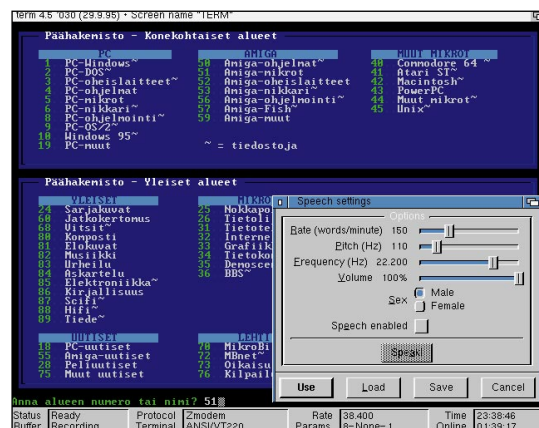 term 4.5 '030 (29.9.95) • Screen name "TERM"
Päähakemisto - Konekohtaiset alueet
PC
1 PC-Windows~
2 PC-DOS~
3 PC-oheislaitteet~
4 PC-ohjelmat
5 PC-mikrot
6 PC-nikkari~
8 PC-ohjelmointi~
9 PC-OS/2~
10 Windows 95~
19 PC-muut
AMIGA
50 Amiga-ohjelmat~
51 Amiga-mikrot
52 Amiga-oheislaitteet
53 Amiga-nikkari~
56 Amiga-ohjelmointi~
57 Amiga-Fish~
59 Amiga-muut
~ = tiedostoja
MUUT MIKROT
40 Commodore 64 ~
41 Atari ST~
42 Macintosh~
43 PowerPC
44 Muut mikrot~
45 Unix~
Päähakemisto - Yleiset alueet
YLEISET
24 Sarjakuvat
60 Jatkokertomus
68 Vitsit~
80 Komposti
81 Elokuvat
82 Musiikki
83 Urheilu
84 Askartelu
85 Elektroniikka~
86 Kirjallisuus
87 Scifi~
88 Hifi~
89 Tiede~
MIKRO
25 Nokkapo
26 Tietoli
31 Tietote
32 Interne
33 Grafiik
34 Tietoko
35 Demosce
36 BBS~
UUTISET
18 PC-uutiset
55 Amiga-uutiset
28 Peliuutiset
75 Muut uutiset
LEHTI
70 MikroBi
72 MBnet~
73 Oikaisu
76 Kilpail
Anna alueen numero tai nimi? 51
Speech settings
Options
Rate (words/minute) 150
Pitch (Hz) 110
Frequency (Hz) 22.200
Volume 100%
Sex Male
Female
Speech enabled
Speak!
Use Load Save Cancel
Status Ready Protocol Zmodem Rate 38.400 Time 23:38:46
Buffer Recording Terminal ANSI/VT220 Params 8-None-1 Online 01:39:17